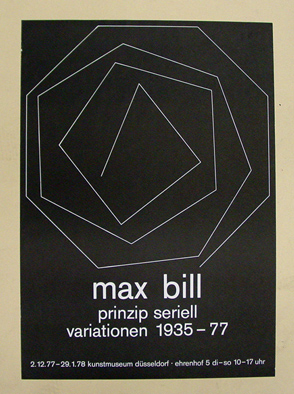 max bill
prinzip seriell
variationen 1935–77
2.12.77–29.1.78 kunstmuseum düsseldorf · ehrenhof 5 di–so 10–17 uhr